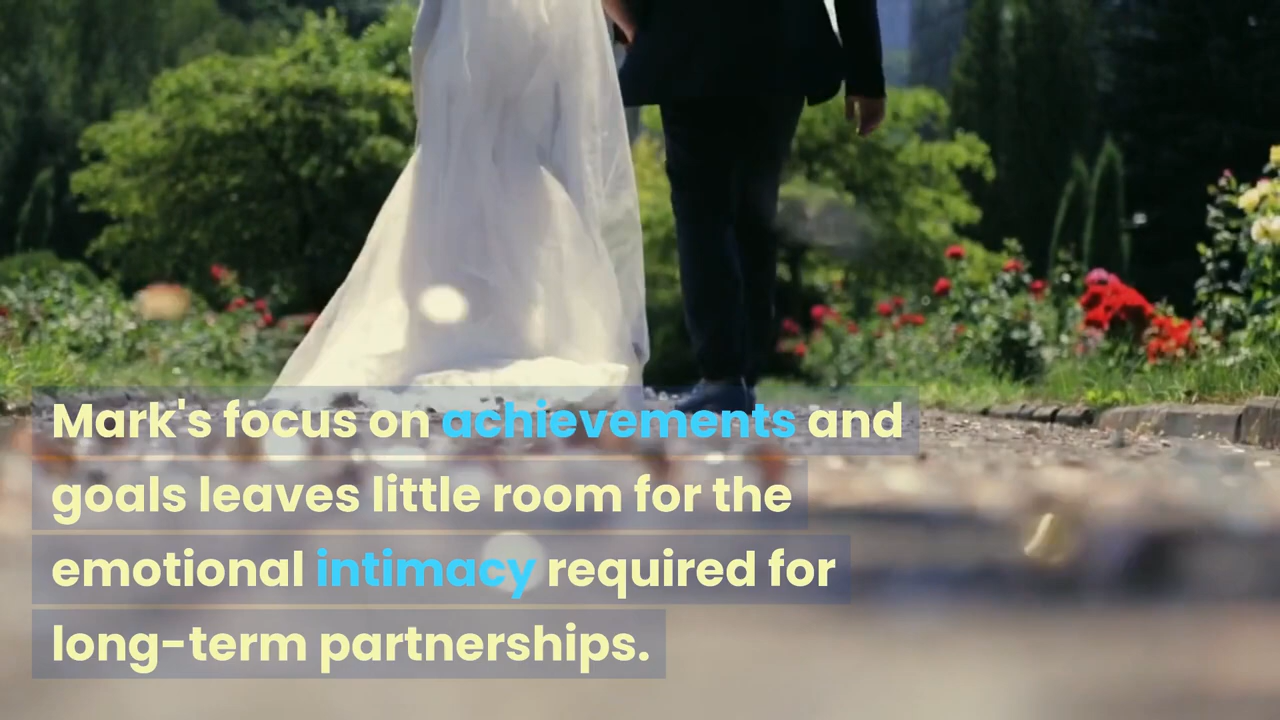 Mark's focus on achievements and
goals leaves little room for the
emotional intimacy required for
long-term partnerships.